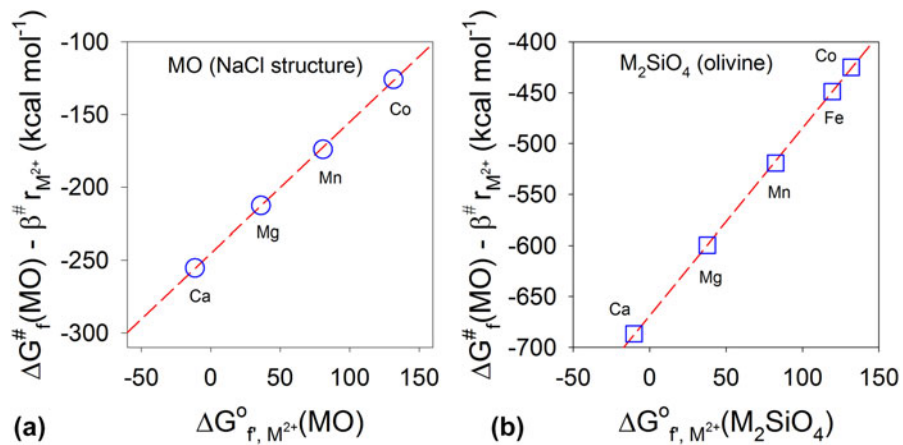 -100
-150
-200
-250
-300
ΔG#f(MO) - β# rM2+ (kcal mol-1)
MO (NaCl structure)
Co
Mn
Mg
Ca
-50 0 50 100 150
(a) ΔGof', M2+(MO)
-400
-450
-500
-550
-600
-650
-700
ΔG#f(MO) - β# rM2+ (kcal mol-1)
M2SiO4 (olivine)
Co
Fe
Mn
Mg
Ca
-50 0 50 100 150
(b) ΔGof', M2+(M2SiO4)